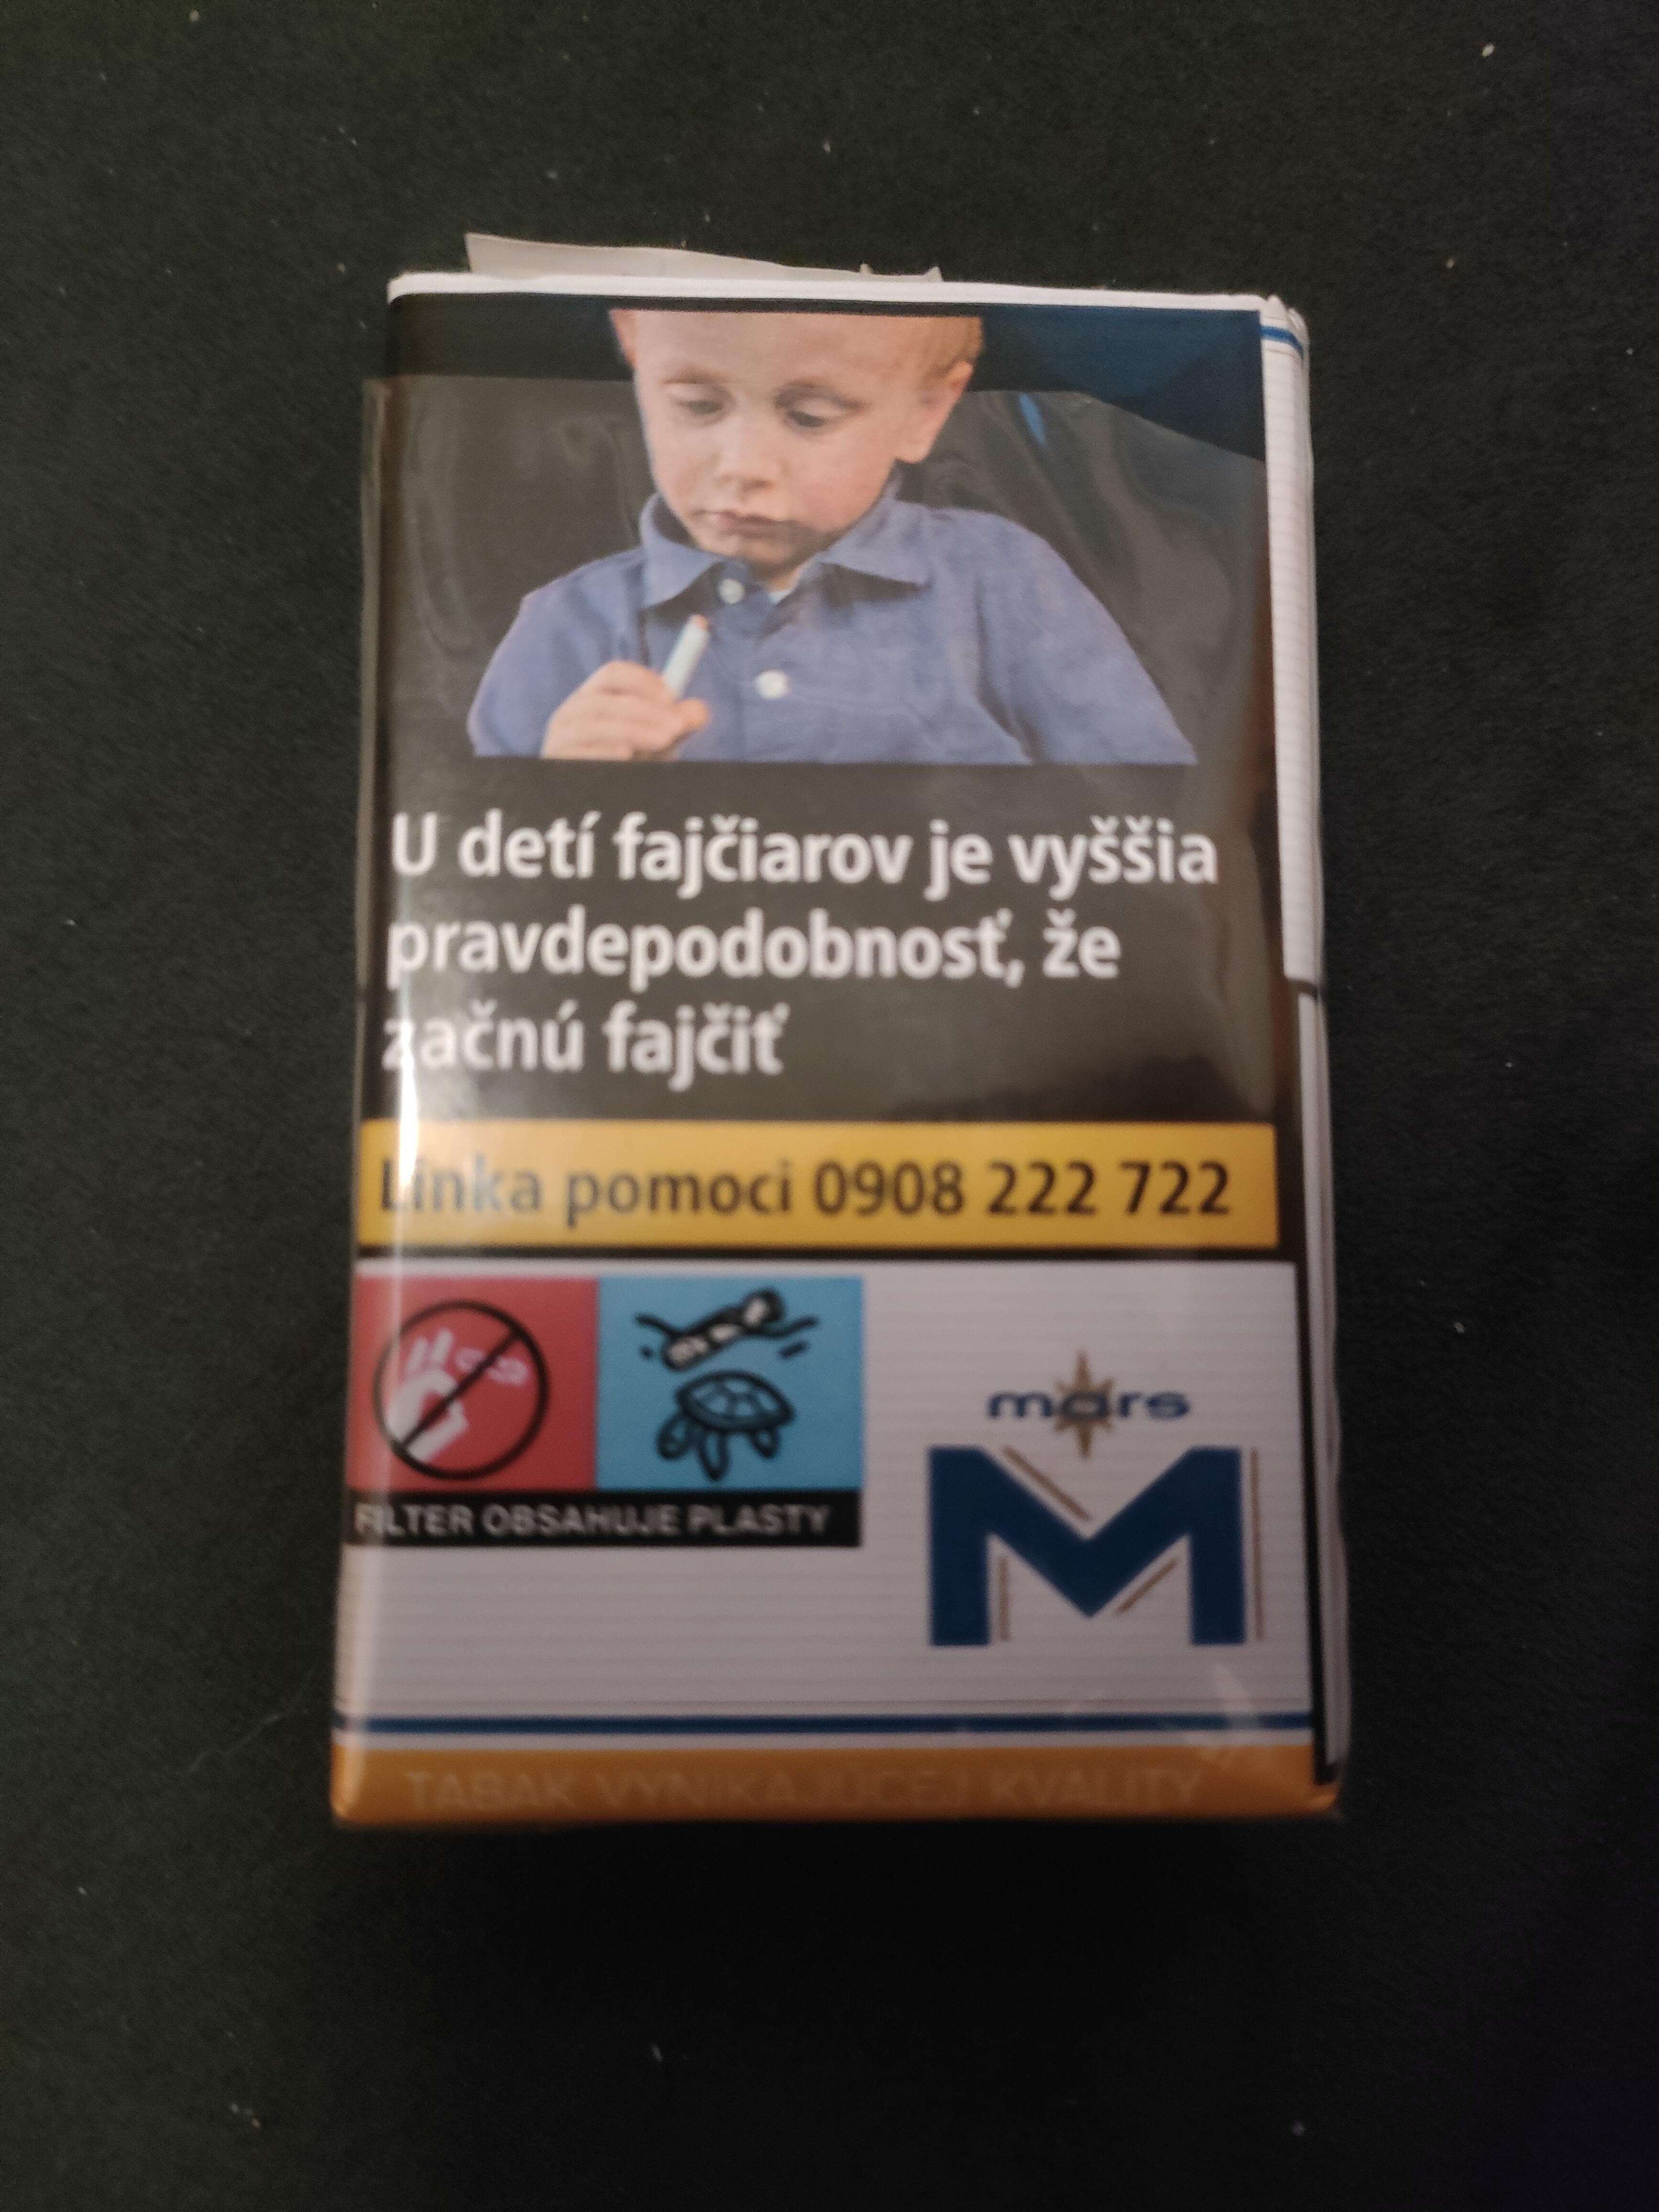 U detí fajčiarov je vyššia
pravdepodobnosť, že
začnú fajčiť
Linka pomoci 0908 222 722
FILTER OBSAHUJE PLASTY
mars
M
TABAK VYNIKAJÚCEJ KVALITY